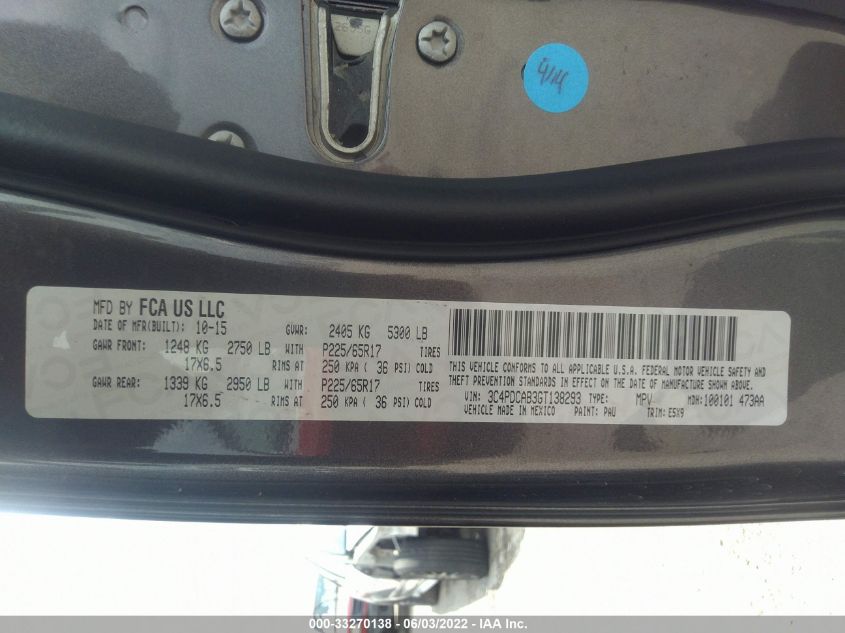 4/14
MFD BY FCA US LLC
DATE OF MFR(BUILT): 10-15 GVWR: 2405 KG 5300 LB
GAWR FRONT: 1248 KG 2750 LB WITH P225/65R17 TIRES
17X6.5 RIMS AT 250 KPA ( 36 PSI) COLD
GAWR REAR: 1339 KG 2950 LB WITH P225/65R17 TIRES
17X6.5 RIMS AT 250 KPA ( 36 PSI) COLD
THIS VEHICLE CONFORMS TO ALL APPLICABLE U.S.A. FEDERAL MOTOR VEHICLE SAFETY AND
THEFT PREVENTION STANDARDS IN EFFECT ON THE DATE OF MANUFACTURE SHOWN ABOVE.
VIN: 3C4PDCAB3GT138293 TYPE: MPV MDH: 100101 473AA
VEHICLE MADE IN MEXICO PAINT: PAU TRIM: E5X9
000-33270138 - 06/03/2022 - IAA Inc.